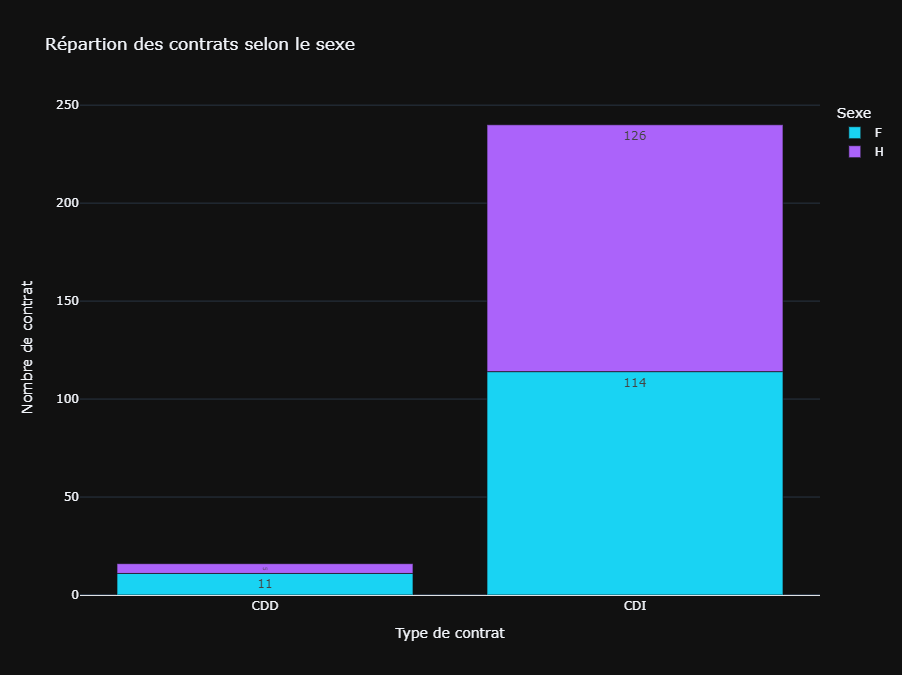 Répartion des contrats selon le sexe
250
200
150
100
50
0
Nombre de contrat
126
114
11
CDD
CDI
Type de contrat
Sexe
F
H